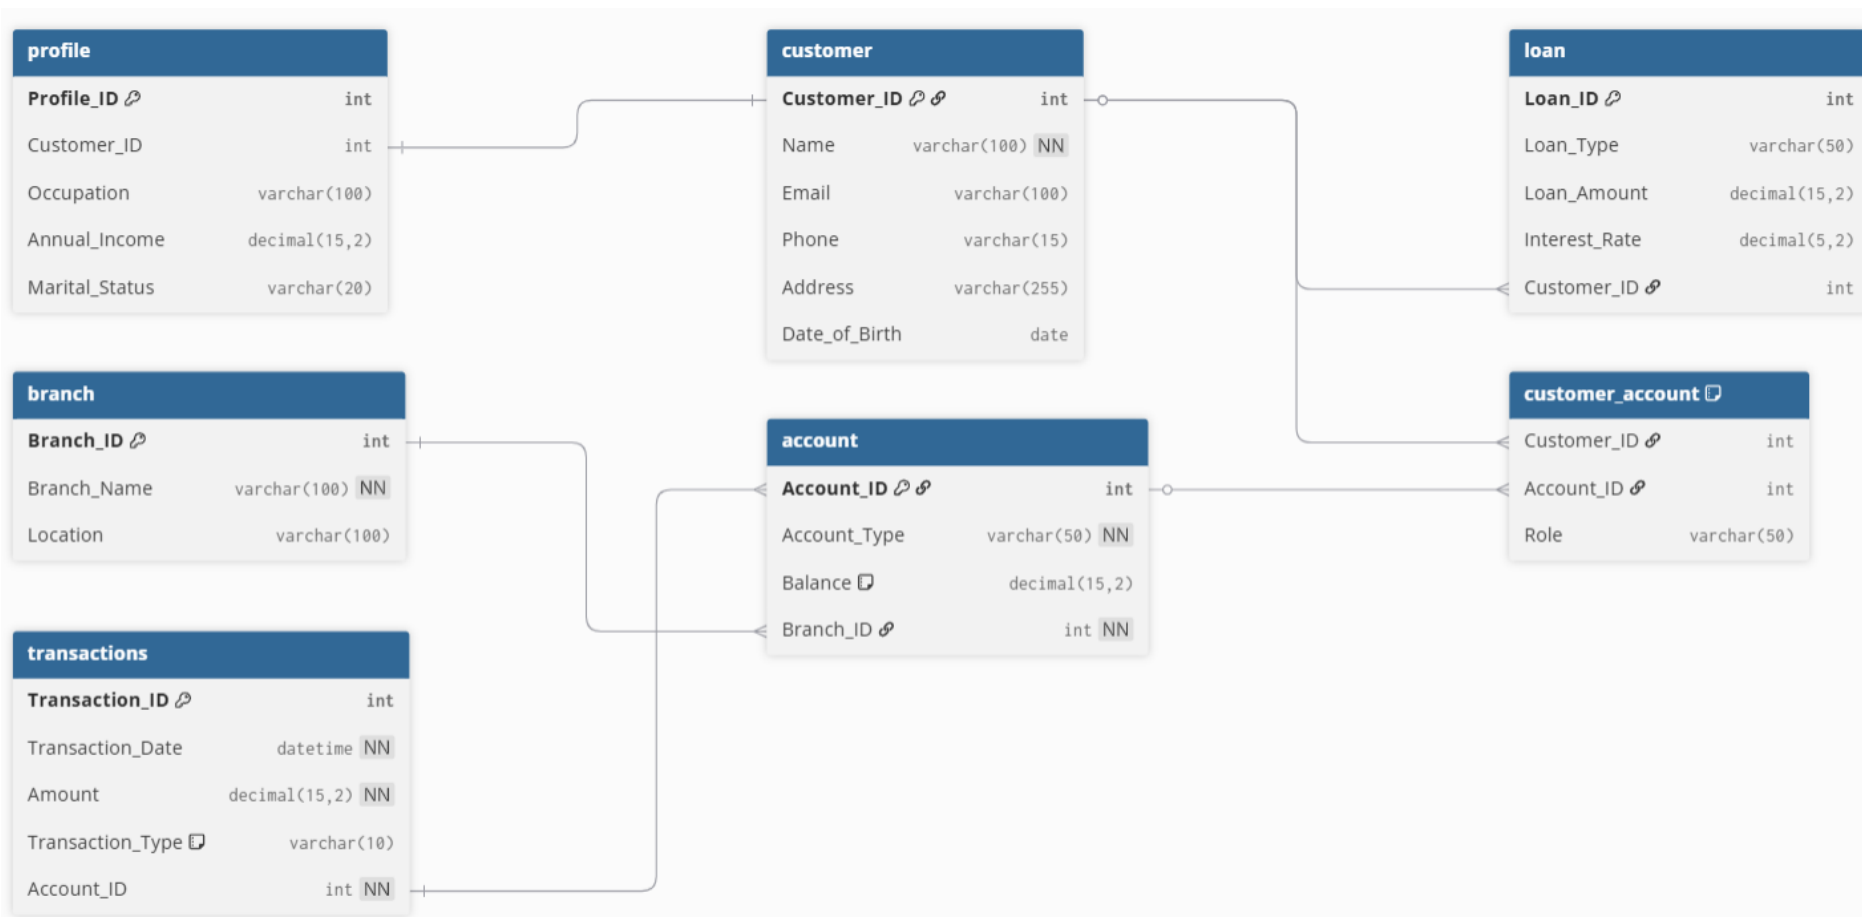 profile
Profile_ID int
Customer_ID int
Occupation varchar(100)
Annual_Income decimal(15,2)
Marital_Status varchar(20)
customer
Customer_ID int
Name varchar(100) NN
Email varchar(100)
Phone varchar(15)
Address varchar(255)
Date_of_Birth date
loan
Loan_ID int
Loan_Type varchar(50)
Loan_Amount decimal(15,2)
Interest_Rate decimal(5,2)
Customer_ID int
branch
Branch_ID int
Branch_Name varchar(100) NN
Location varchar(100)
account
Account_ID int
Account_Type varchar(50) NN
Balance decimal(15,2)
Branch_ID int NN
customer_account
Customer_ID int
Account_ID int
Role varchar(50)
transactions
Transaction_ID int
Transaction_Date datetime NN
Amount decimal(15,2) NN
Transaction_Type varchar(10)
Account_ID int NN